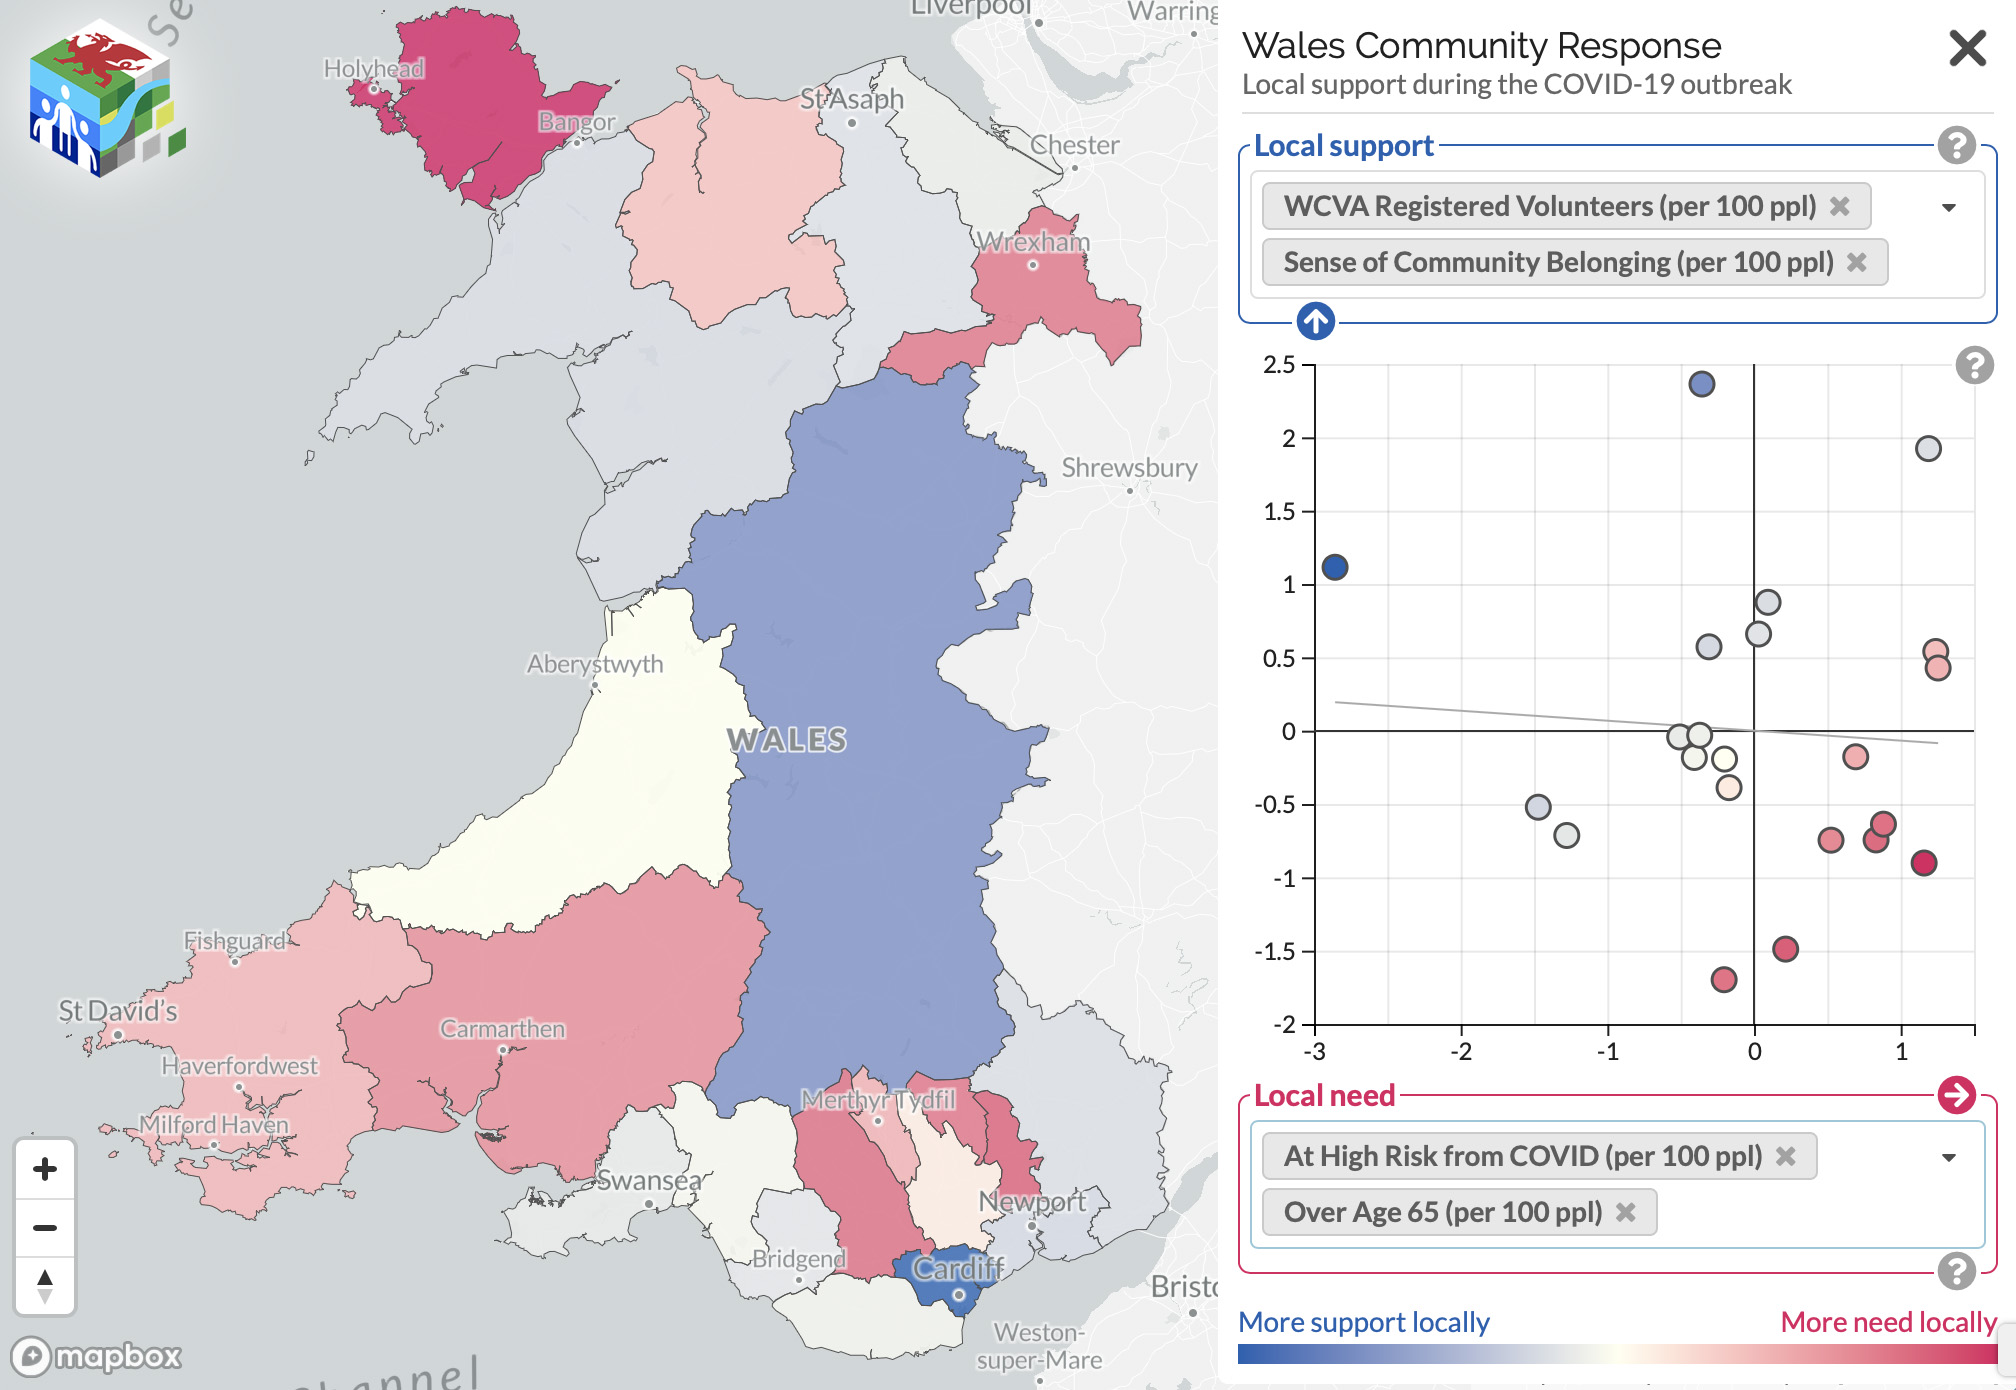 Liverpool
Warring
Se
Holyhead
Bangor
St Asaph
Chester
Wrexham
Shrewsbury
Aberystwyth
WALES
Fishguard
St David's
Carmarthen
Haverfordwest
Milford Haven
Merthyr Tydfil
Swansea
Newport
Bridgend
Cardiff
Bristo
Weston-
super-Mare
hannel
mapbox
Wales Community Response
Local support during the COVID-19 outbreak
Local support
?
WCVA Registered Volunteers (per 100 ppl)
Sense of Community Belonging (per 100 ppl)
?
2.5
2
1.5
1
0.5
0
-0.5
-1
-1.5
-2
-3
-2
-1
0
1
Local need
At High Risk from COVID (per 100 ppl)
Over Age 65 (per 100 ppl)
?
More support locally
More need locally